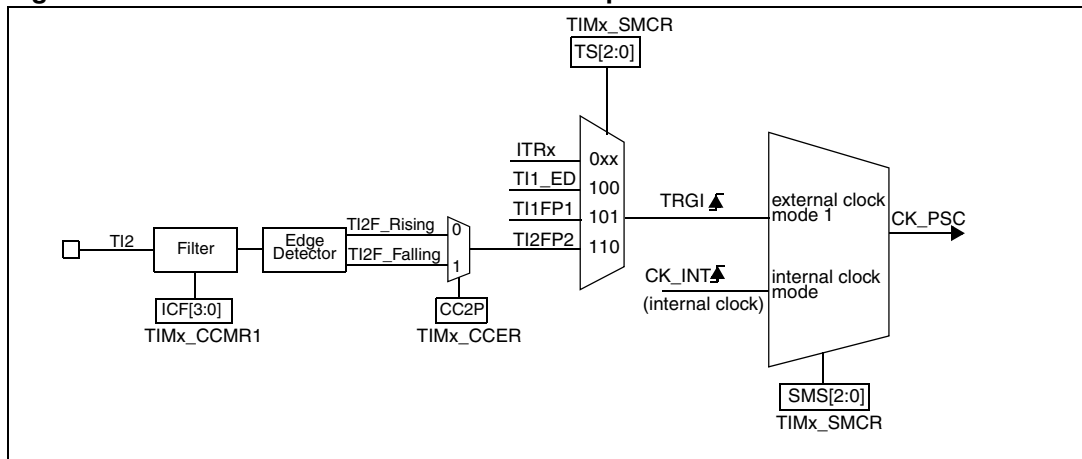 TIMx_SMCR
TS[2:0]
ITRx
0xx
TI1_ED
100
TI1FP1
101
TI2FP2
110
TRGI
external clock
mode 1
CK_PSC
TI2
Filter
Edge
Detector
TI2F_Rising
0
TI2F_Falling
1
CK_INT
(internal clock)
internal clock
mode
ICF[3:0]
TIMx_CCMR1
CC2P
TIMx_CCER
SMS[2:0]
TIMx_SMCR